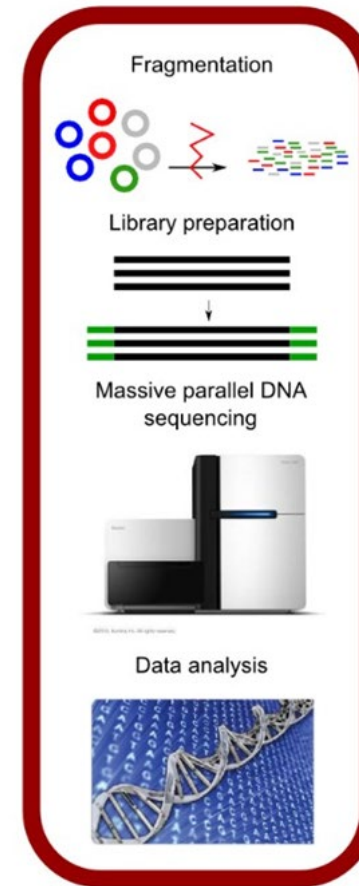 Fragmentation
Library preparation
Massive parallel DNA
sequencing
Data analysis